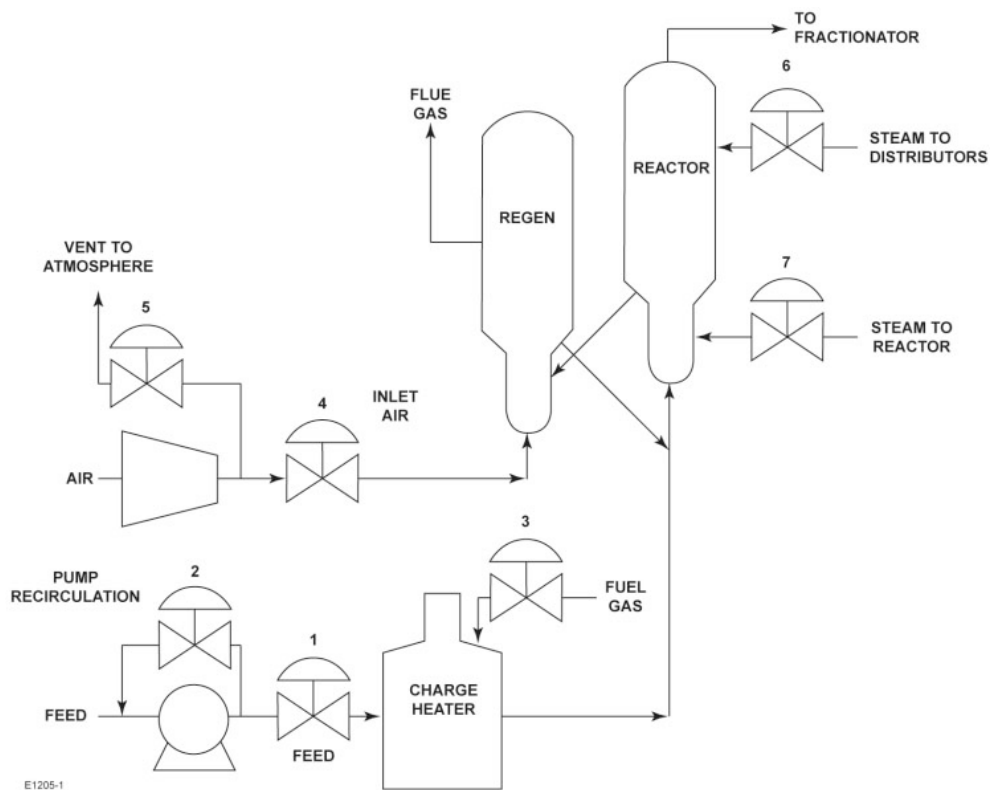 TO
FRACTIONATOR
6
FLUE
GAS
STEAM TO
DISTRIBUTORS
REACTOR
REGEN
VENT TO
ATMOSPHERE
7
5
STEAM TO
REACTOR
4
INLET
AIR
AIR
3
PUMP
RECIRCULATION
2
FUEL
GAS
1
CHARGE
HEATER
FEED
FEED
E1205-1